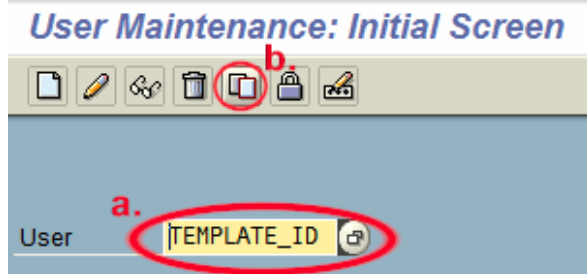 User Maintenance: Initial Screen
b.
a.
User TEMPLATE_ID